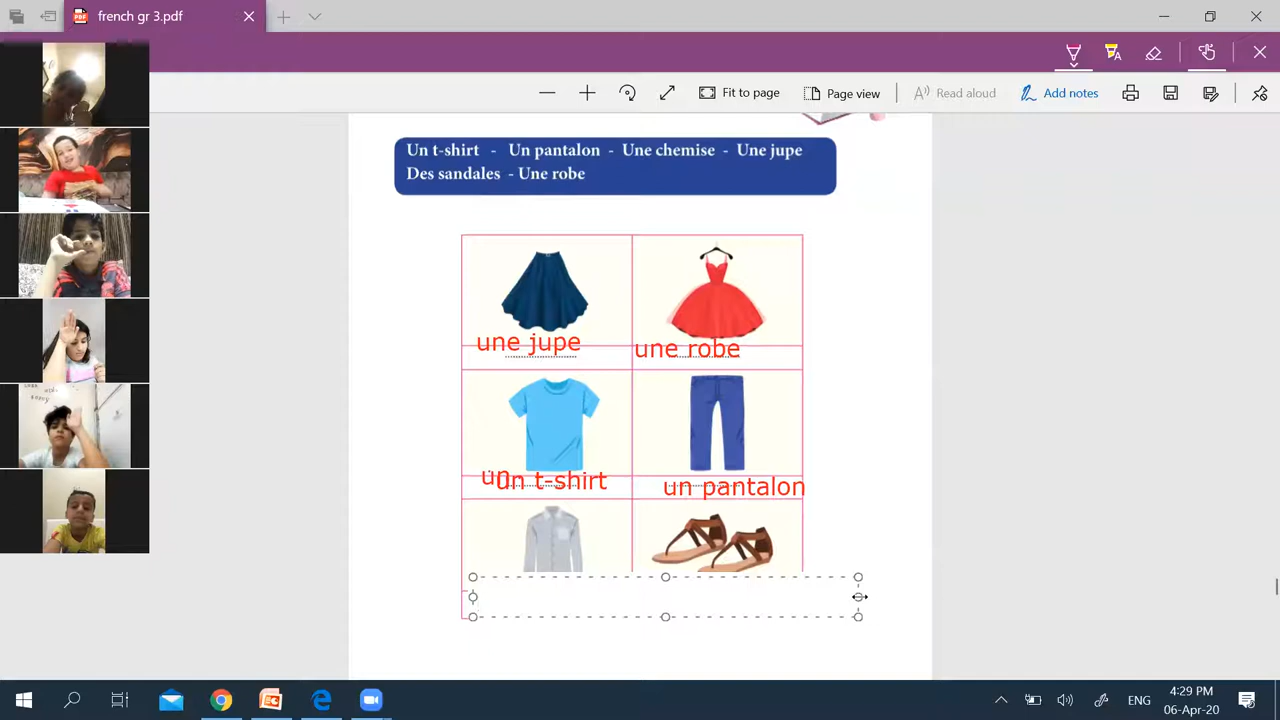 french gr 3.pdf
Fit to page
Page view
Read aloud
Add notes
Un t-shirt - Un pantalon - Une chemise - Une jupe
Des sandales - Une robe
une jupe
une robe
un
un t-shirt
un pantalon
ENG
4:29 PM
06-Apr-20